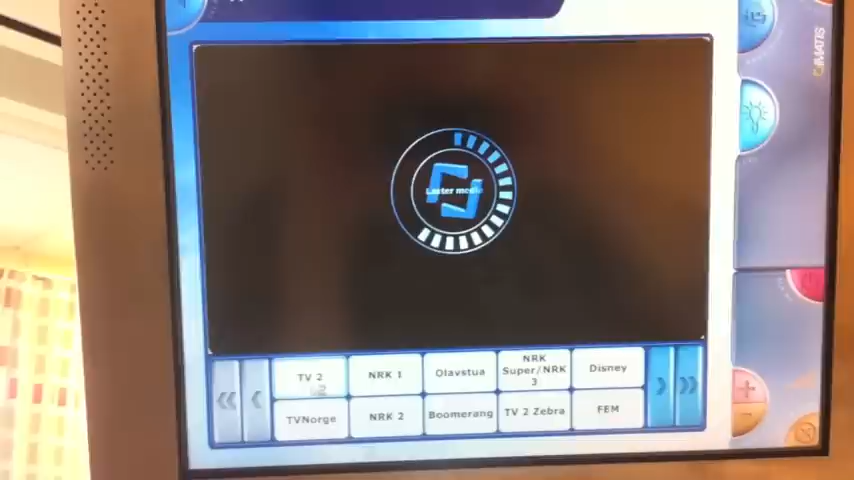 IMATIS
Laster media
TV 2
NRK 1
Olavstua
NRK
Super/NRK
3
Disney
TVNorge
NRK 2
Boomerang
TV 2 Zebra
FEM